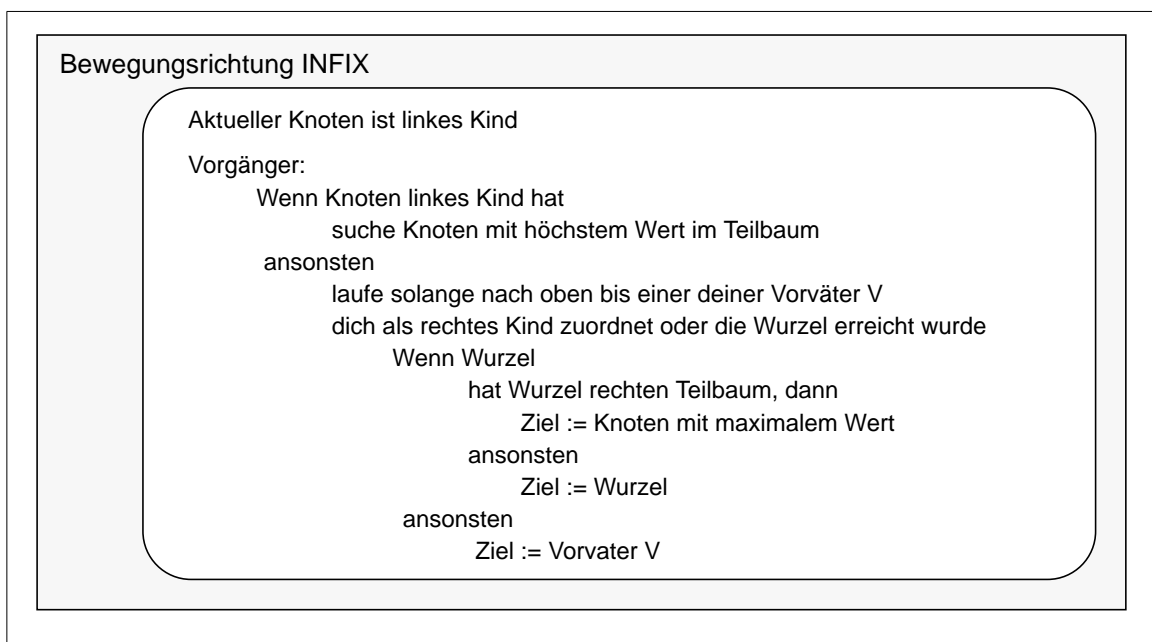 Bewegungsrichtung INFIX
Aktueller Knoten ist linkes Kind
Vorgänger:
Wenn Knoten linkes Kind hat
suche Knoten mit höchstem Wert im Teilbaum
ansonsten
laufe solange nach oben bis einer deiner Vorväter V
dich als rechtes Kind zuordnet oder die Wurzel erreicht wurde
Wenn Wurzel
hat Wurzel rechten Teilbaum, dann
Ziel := Knoten mit maximalem Wert
ansonsten
Ziel := Wurzel
ansonsten
Ziel := Vorvater V